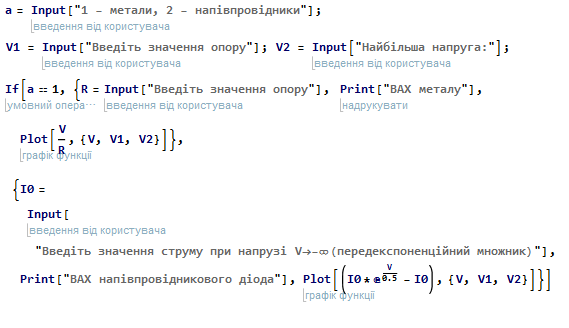 a = Input["1 – метали, 2 – напівпровідники"];
введення від користувача
V1 = Input["Введіть значення опору"]; V2 = Input["Найбільша напруга:"];
введення від користувача введення від користувача
If[a == 1, {R = Input["Введіть значення опору"], Print["ВАХ металу"],
умовний опера⋯ введення від користувача надрукувати
Plot[V/R, {V, V1, V2}]},
графік функції
{I0 =
Input[
введення від користувача
"Введіть значення струму при напрузі V→-∞(передекспоненційний множник)"],
Print["ВАХ напівпровідникового діода"], Plot[(I0 * ⅇ^(V/0.5) - I0), {V, V1, V2}]}]
графік функції